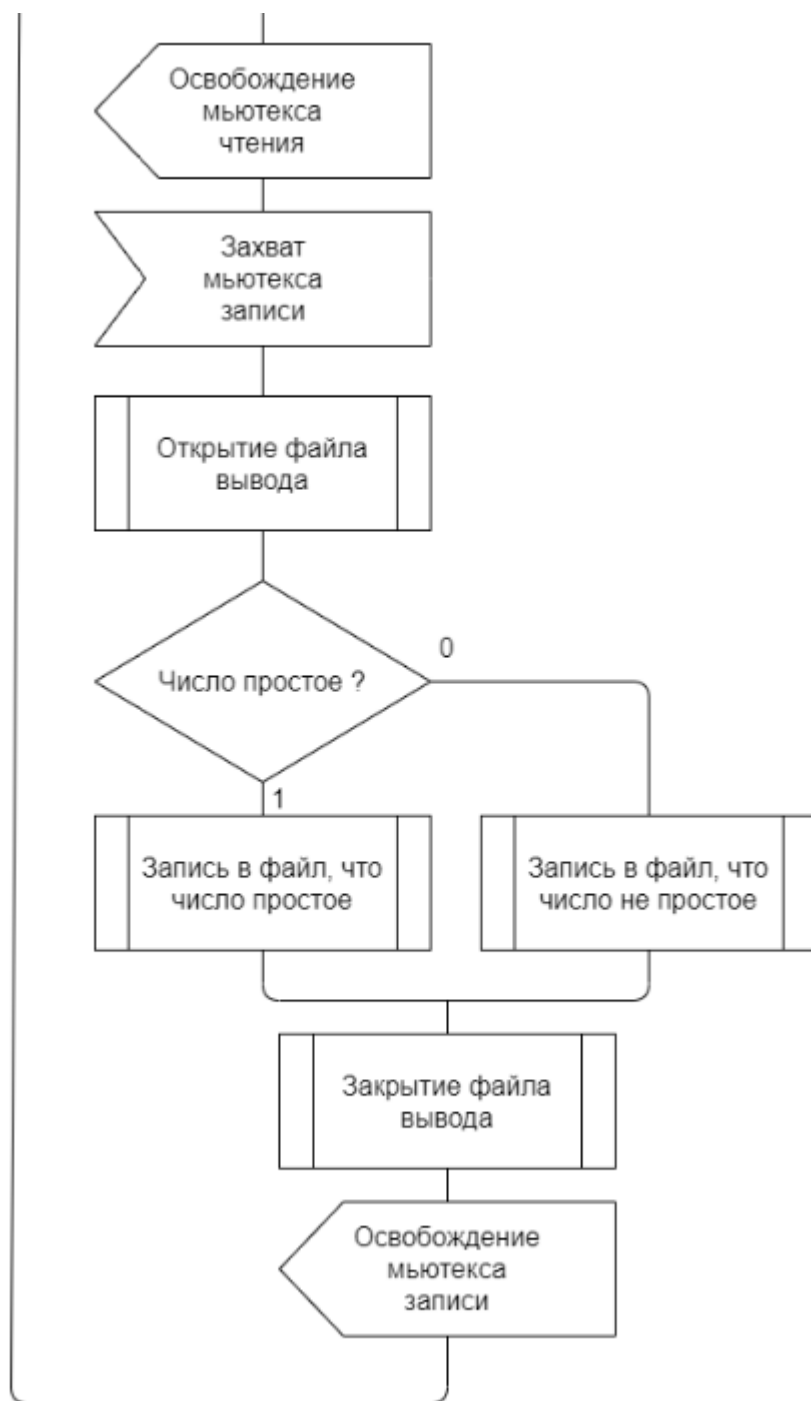 Освобождение
мьютекса
чтения
Захват
мьютекса
записи
Открытие файла
вывода
Число простое ?
0
1
Запись в файл, что
число простое
Запись в файл, что
число не простое
Закрытие файла
вывода
Освобождение
мьютекса
записи